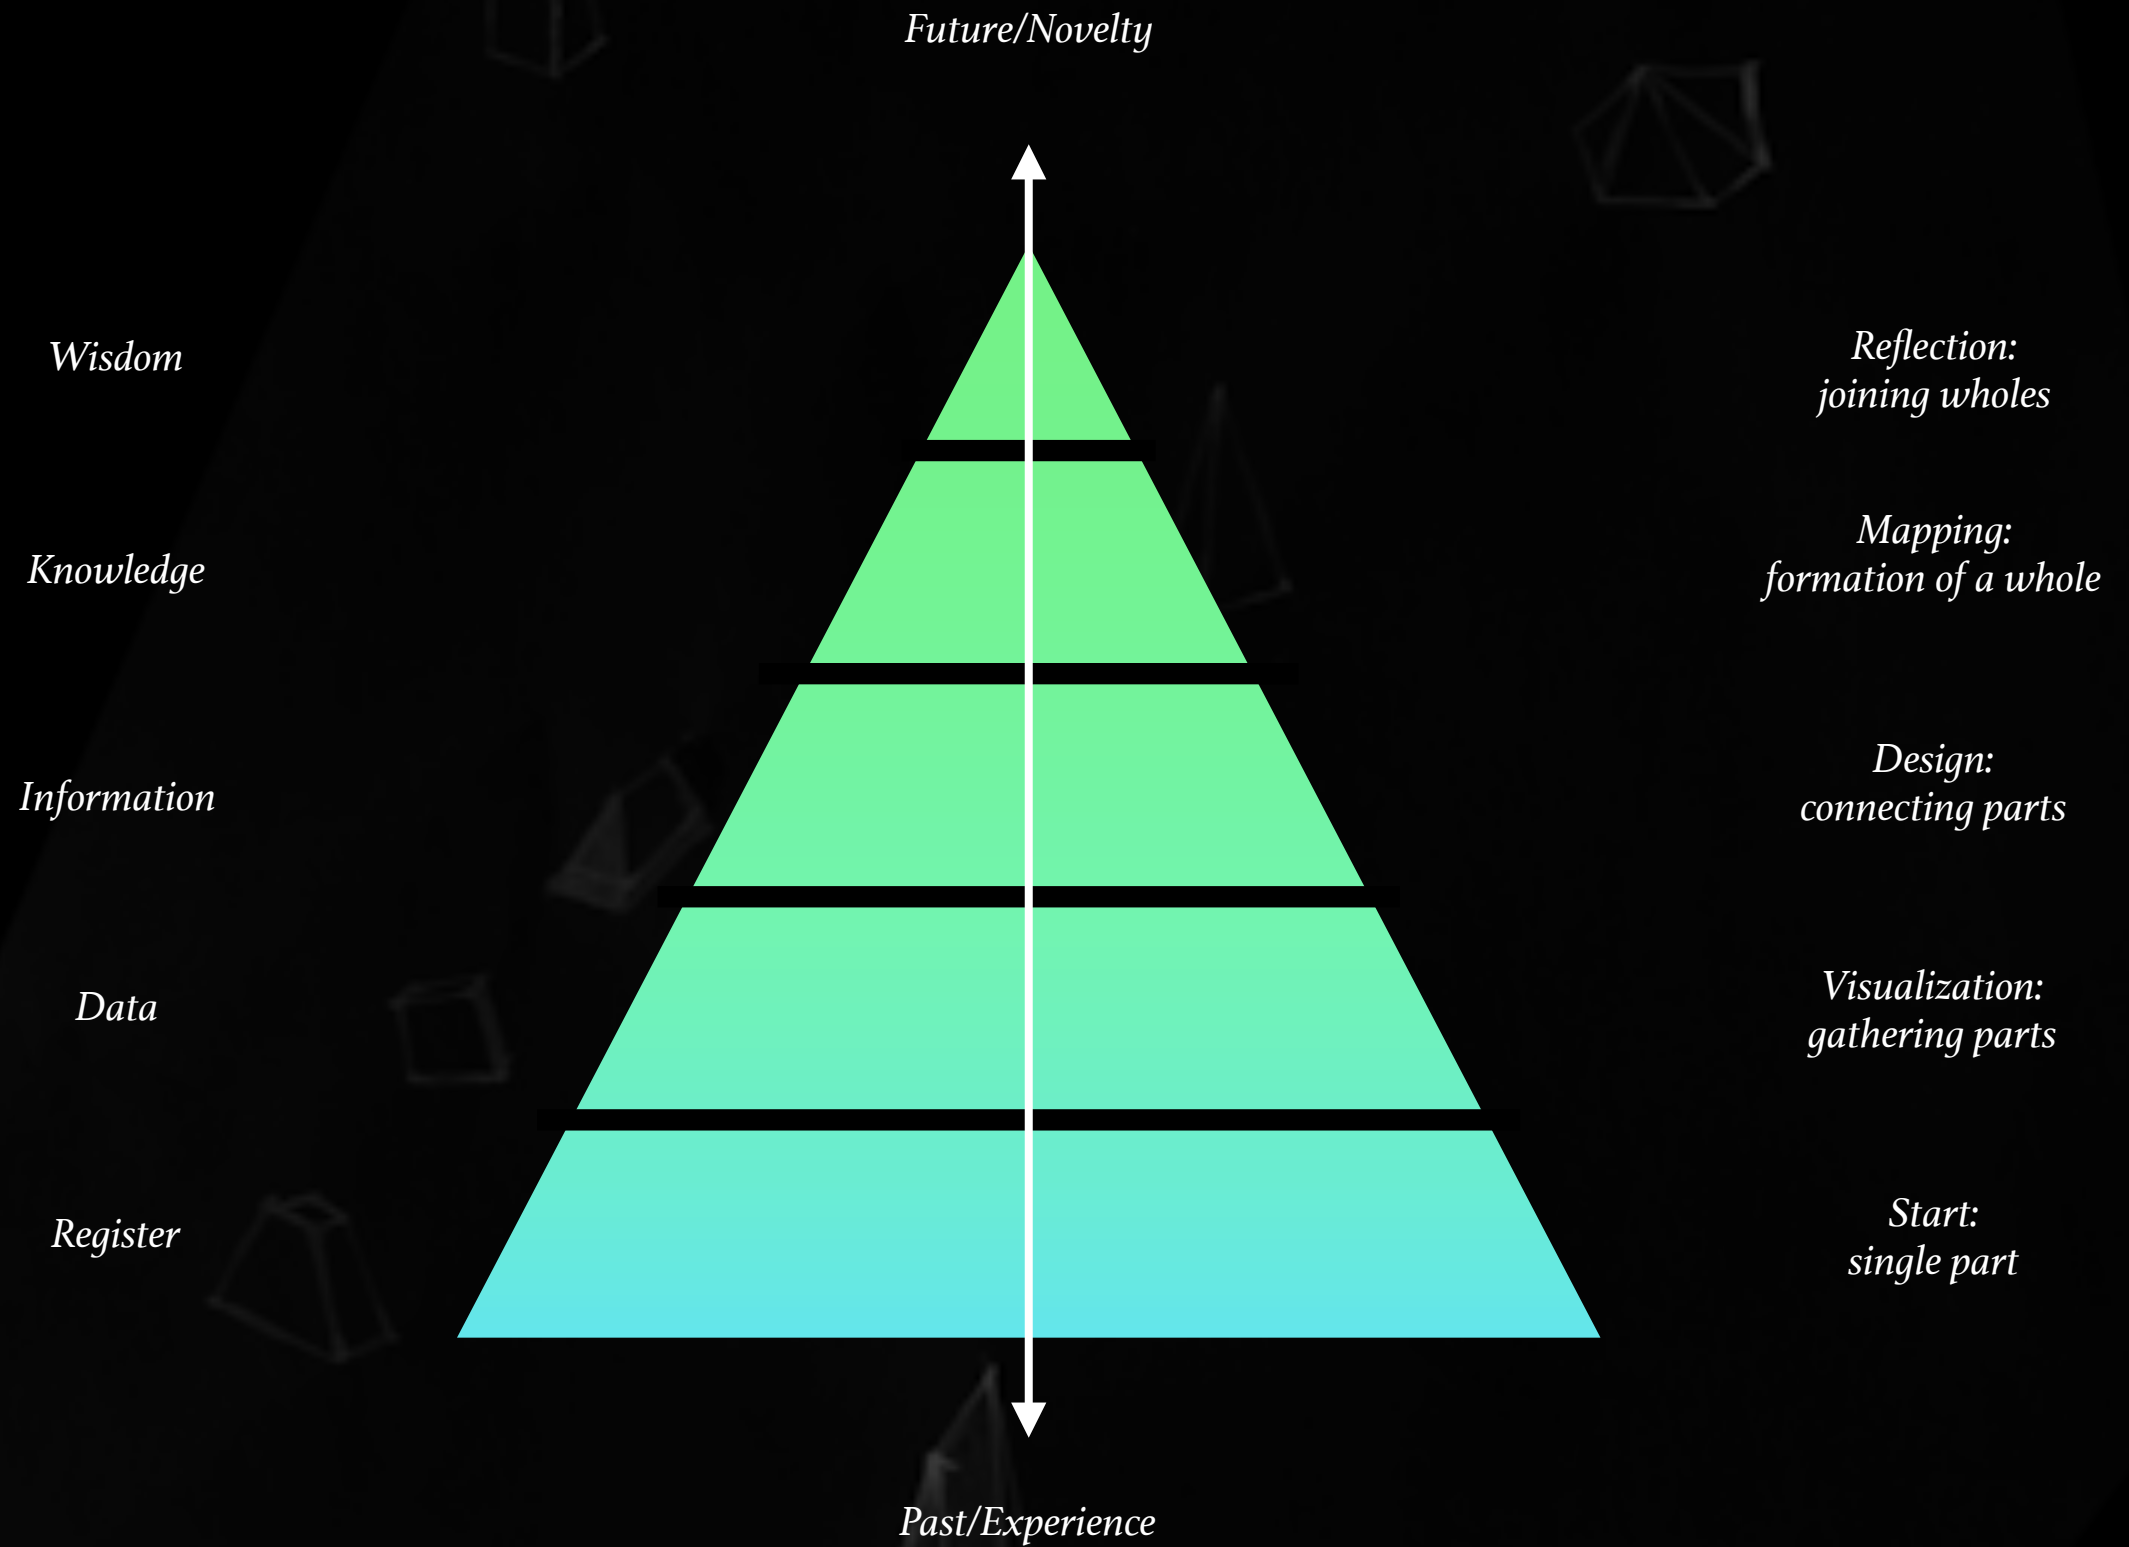 Future/Novelty
Wisdom
Reflection:
joining wholes
Knowledge
Mapping:
formation of a whole
Information
Design:
connecting parts
Data
Visualization:
gathering parts
Register
Start:
single part
Past/Experience